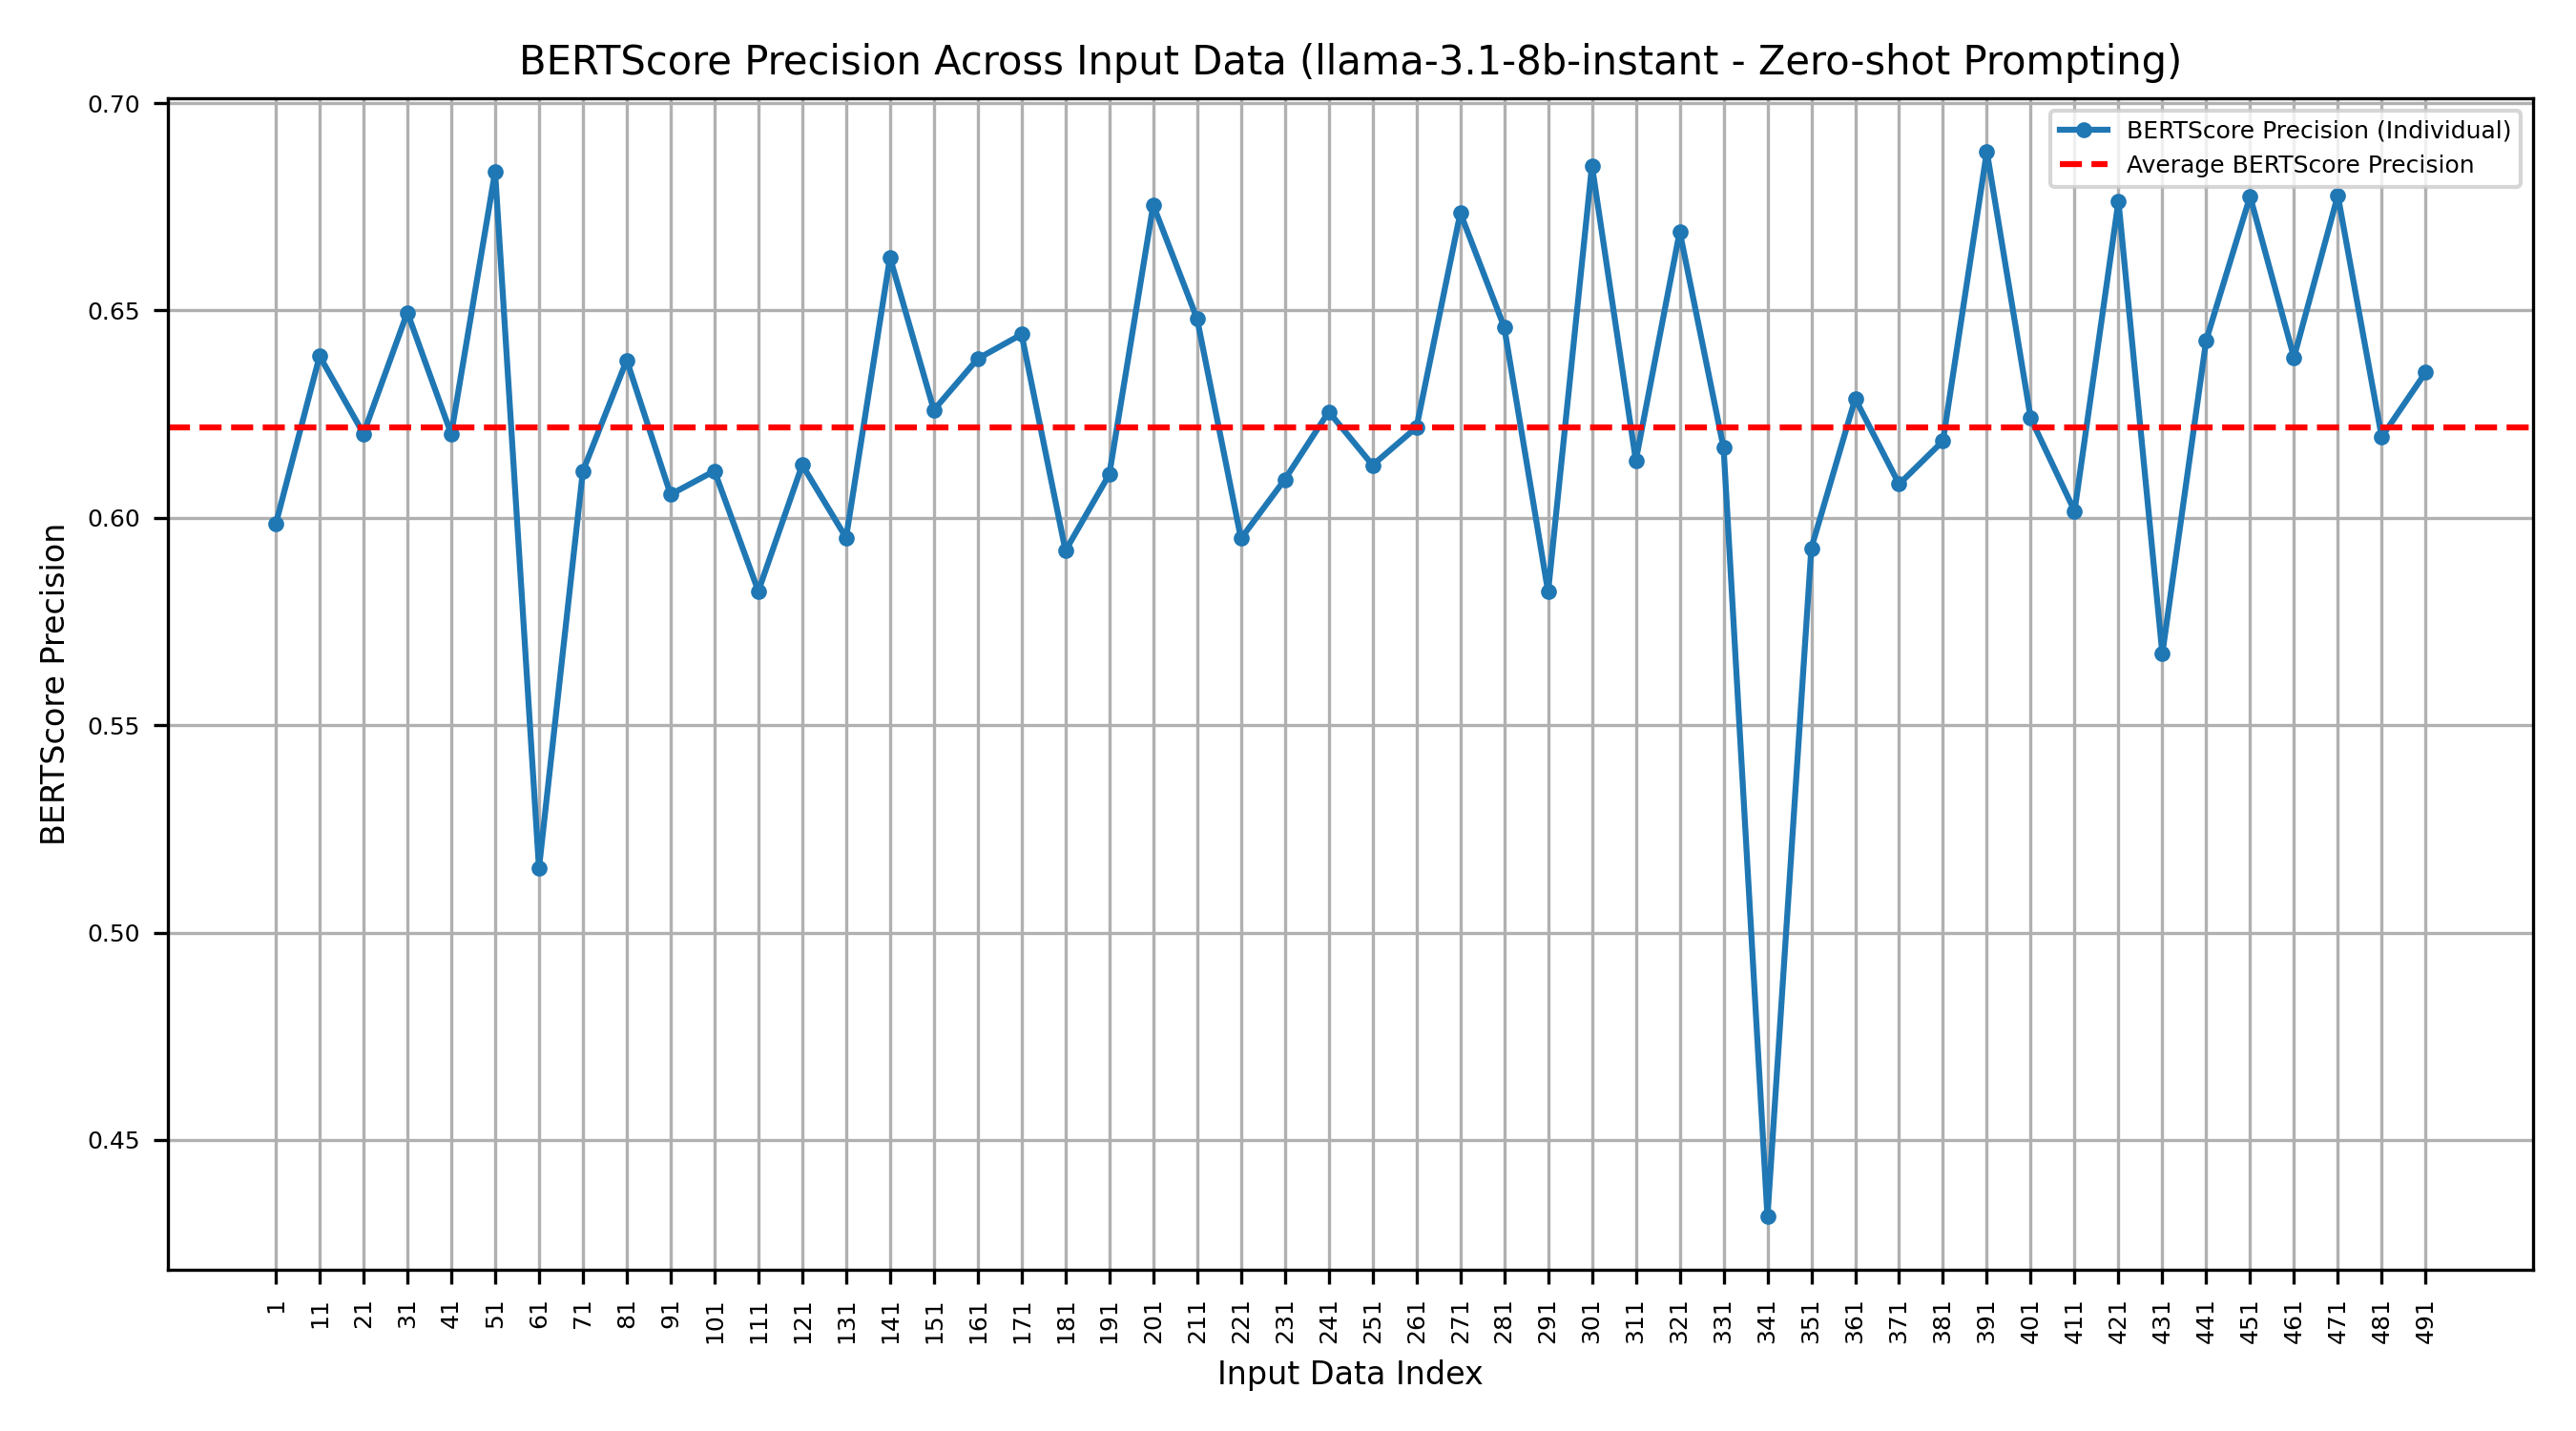 BERTScore Precision Across Input Data (llama-3.1-8b-instant - Zero-shot Prompting)
BERTScore Precision (Individual)
Average BERTScore Precision
BERTScore Precision
0.70
0.65
0.60
0.55
0.50
0.45
1 11 21 31 41 51 61 71 81 91 101 111 121 131 141 151 161 171 181 191 201 211 221 231 241 251 261 271 281 291 301 311 321 331 341 351 361 371 381 391 401 411 421 431 441 451 461 471 481 491
Input Data Index